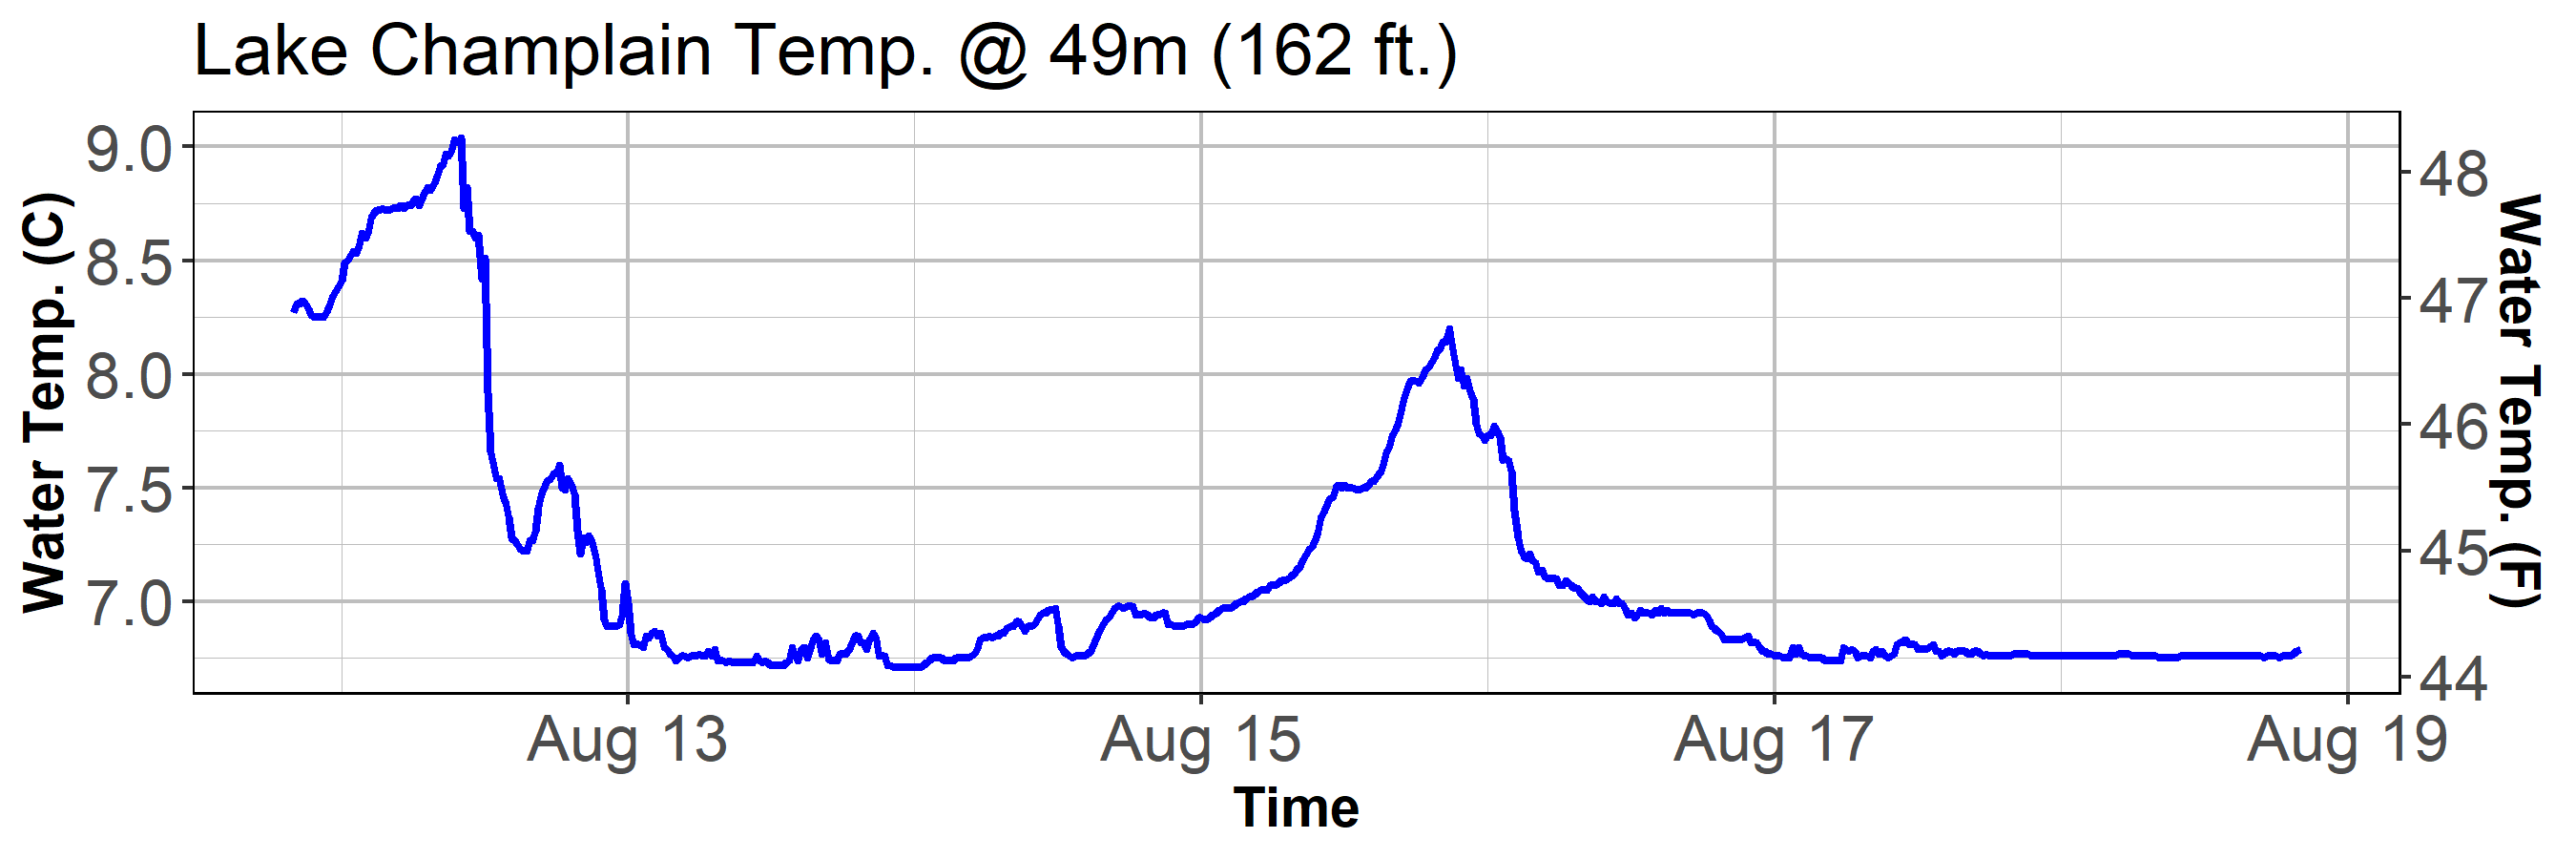 Lake Champlain Temp. @ 49m (162 ft.)
Water Temp. (C)
9.0
8.5
8.0
7.5
7.0
48
47
46
45
44
Water Temp. (F)
Aug 13 Aug 15 Aug 17 Aug 19
Time